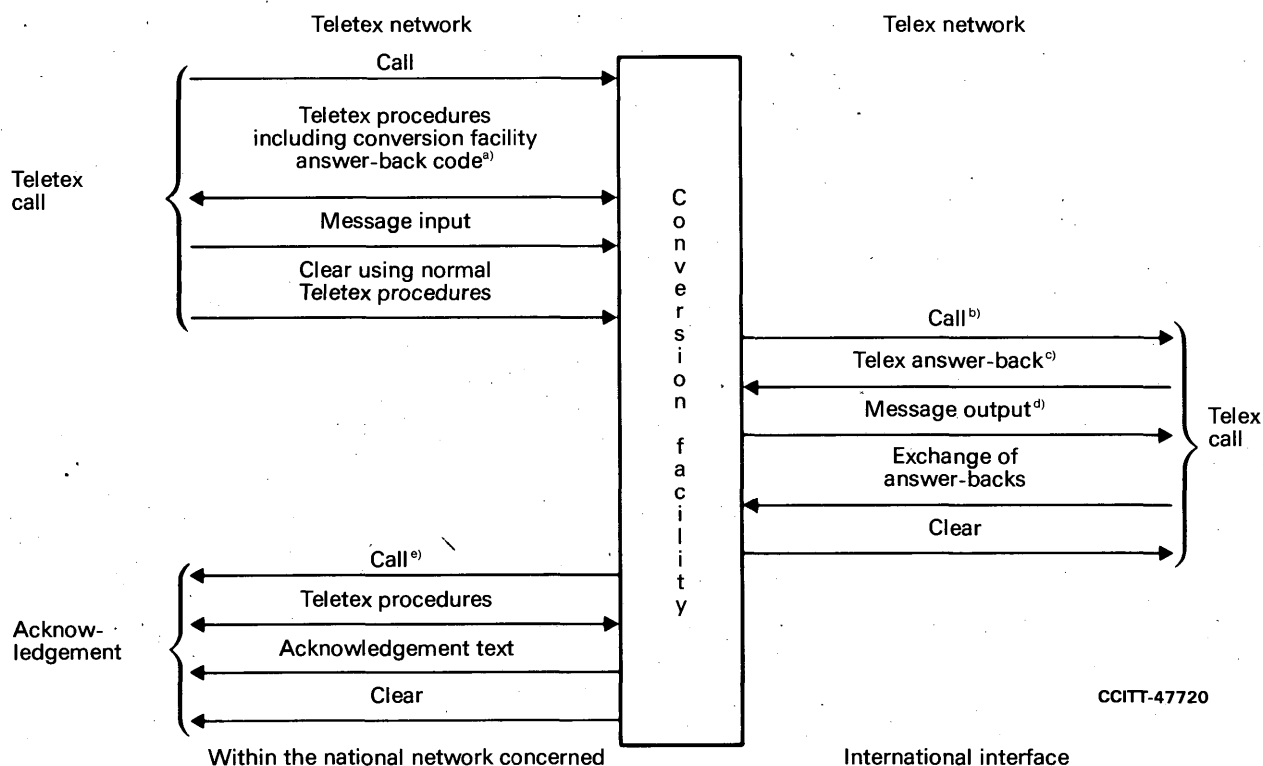 Teletex network
Telex network
Call
Teletex procedures
including conversion facility
answer-back code a)
Teletex
call
Message input
Clear using normal
Teletex procedures
Conversion facility
Call b)
Telex answer-back c)
Message output d)
Telex
call
Exchange of
answer-backs
Clear
Call e)
Teletex procedures
Acknow-
ledgement
Acknowledgement text
Clear
CCITT-47720
Within the national network concerned
International interface